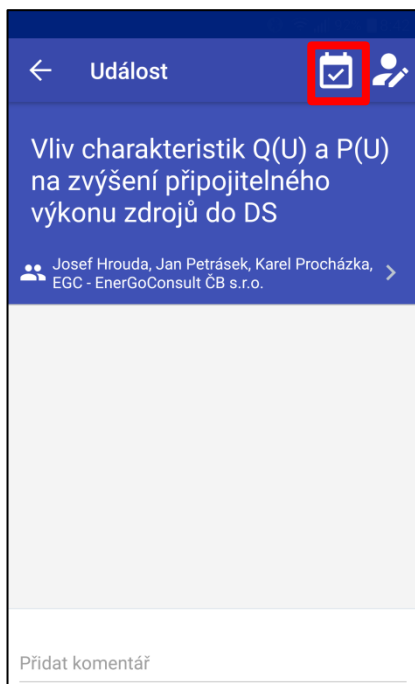 Událost
Vliv charakteristik Q(U) a P(U)
na zvýšení připojitelného
výkonu zdrojů do DS
Josef Hrouda, Jan Petrásek, Karel Procházka,
EGC - EnerGoConsult ČB s.r.o.
Přidat komentář